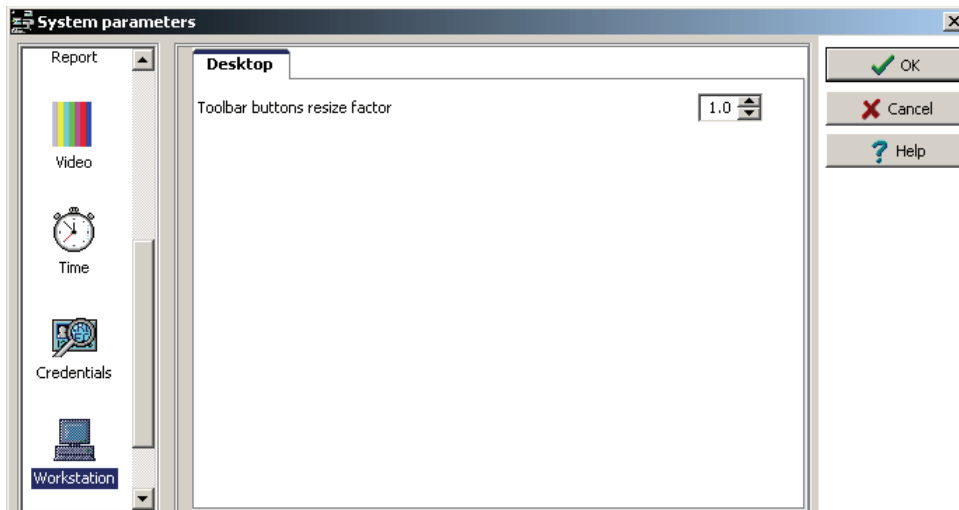 System parameters
Report
Video
Time
Credentials
Workstation
Desktop
Toolbar buttons resize factor
1.0
OK
Cancel
Help